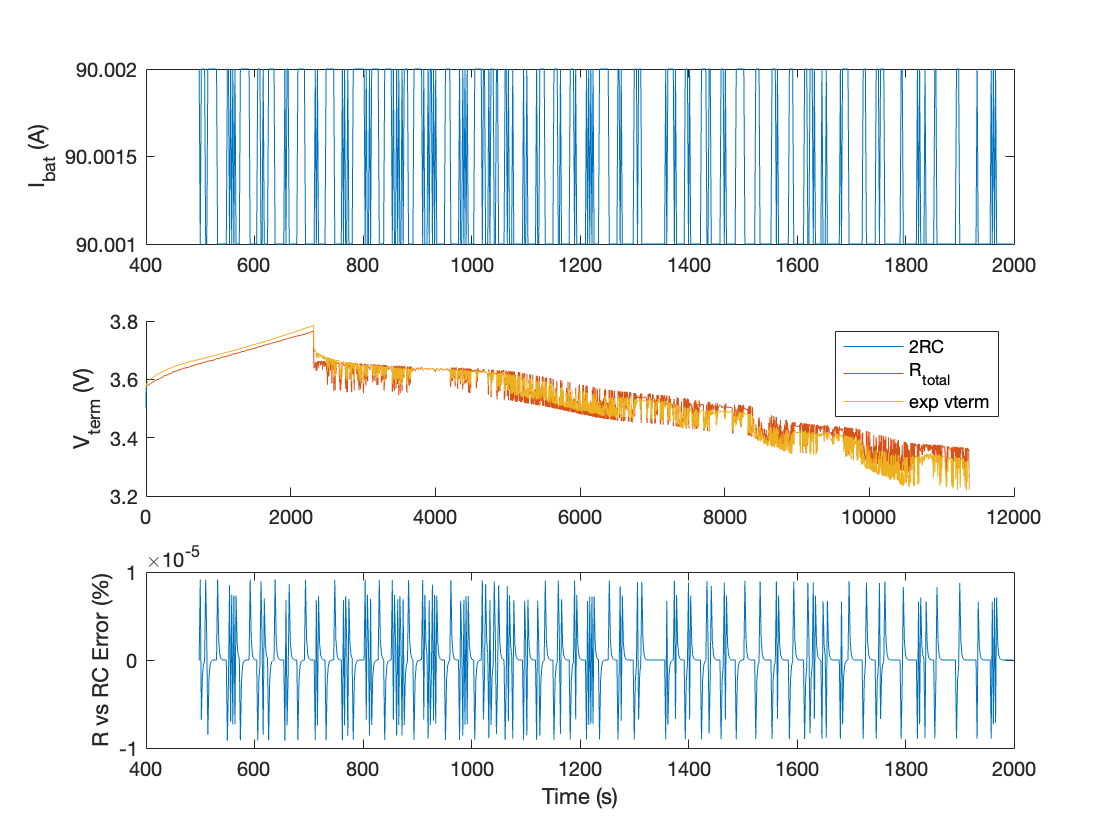 90.002
90.0015
90.001
I_bat (A)
400 600 800 1000 1200 1400 1600 1800 2000
3.8
3.6
3.4
3.2
V_term (V)
2RC
R_total
exp vterm
0 2000 4000 6000 8000 10000 12000
×10^-5
1
0
-1
R vs RC Error (%)
400 600 800 1000 1200 1400 1600 1800 2000
Time (s)